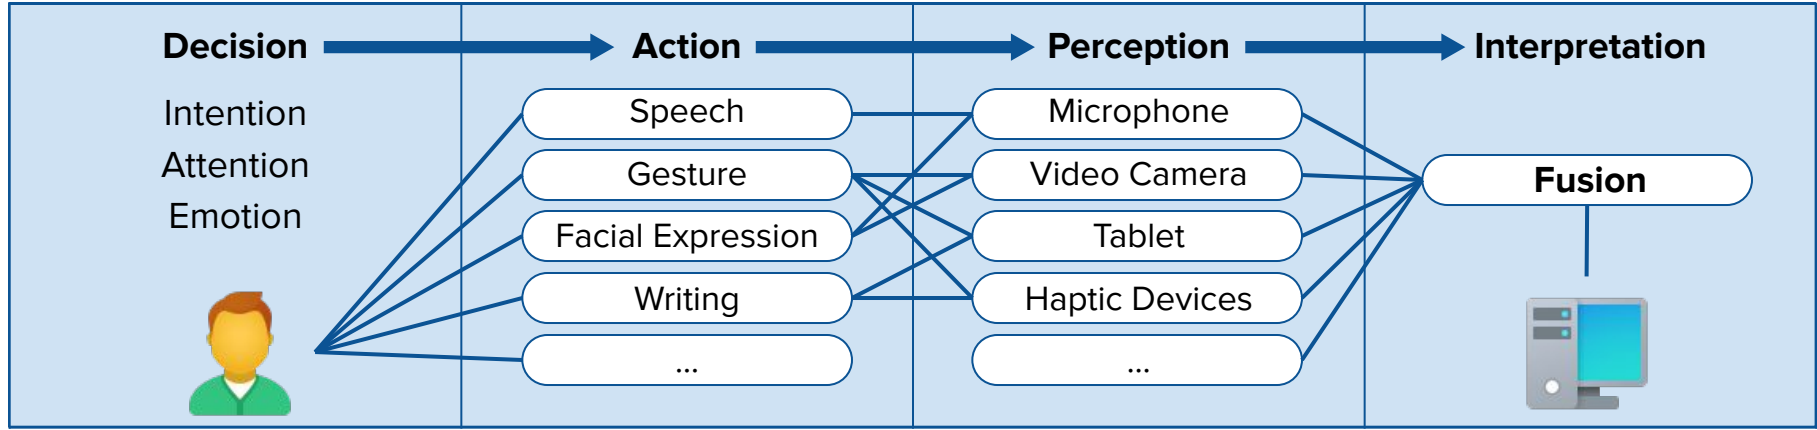 Decision
Action
Perception
Interpretation
Intention
Attention
Emotion
Speech
Gesture
Facial Expression
Writing
...
Microphone
Video Camera
Tablet
Haptic Devices
...
Fusion